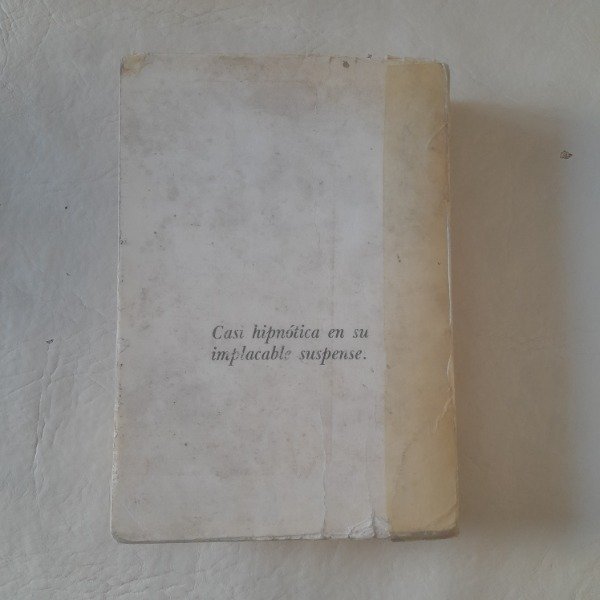 Casi hipnótica en su
implacable suspense.